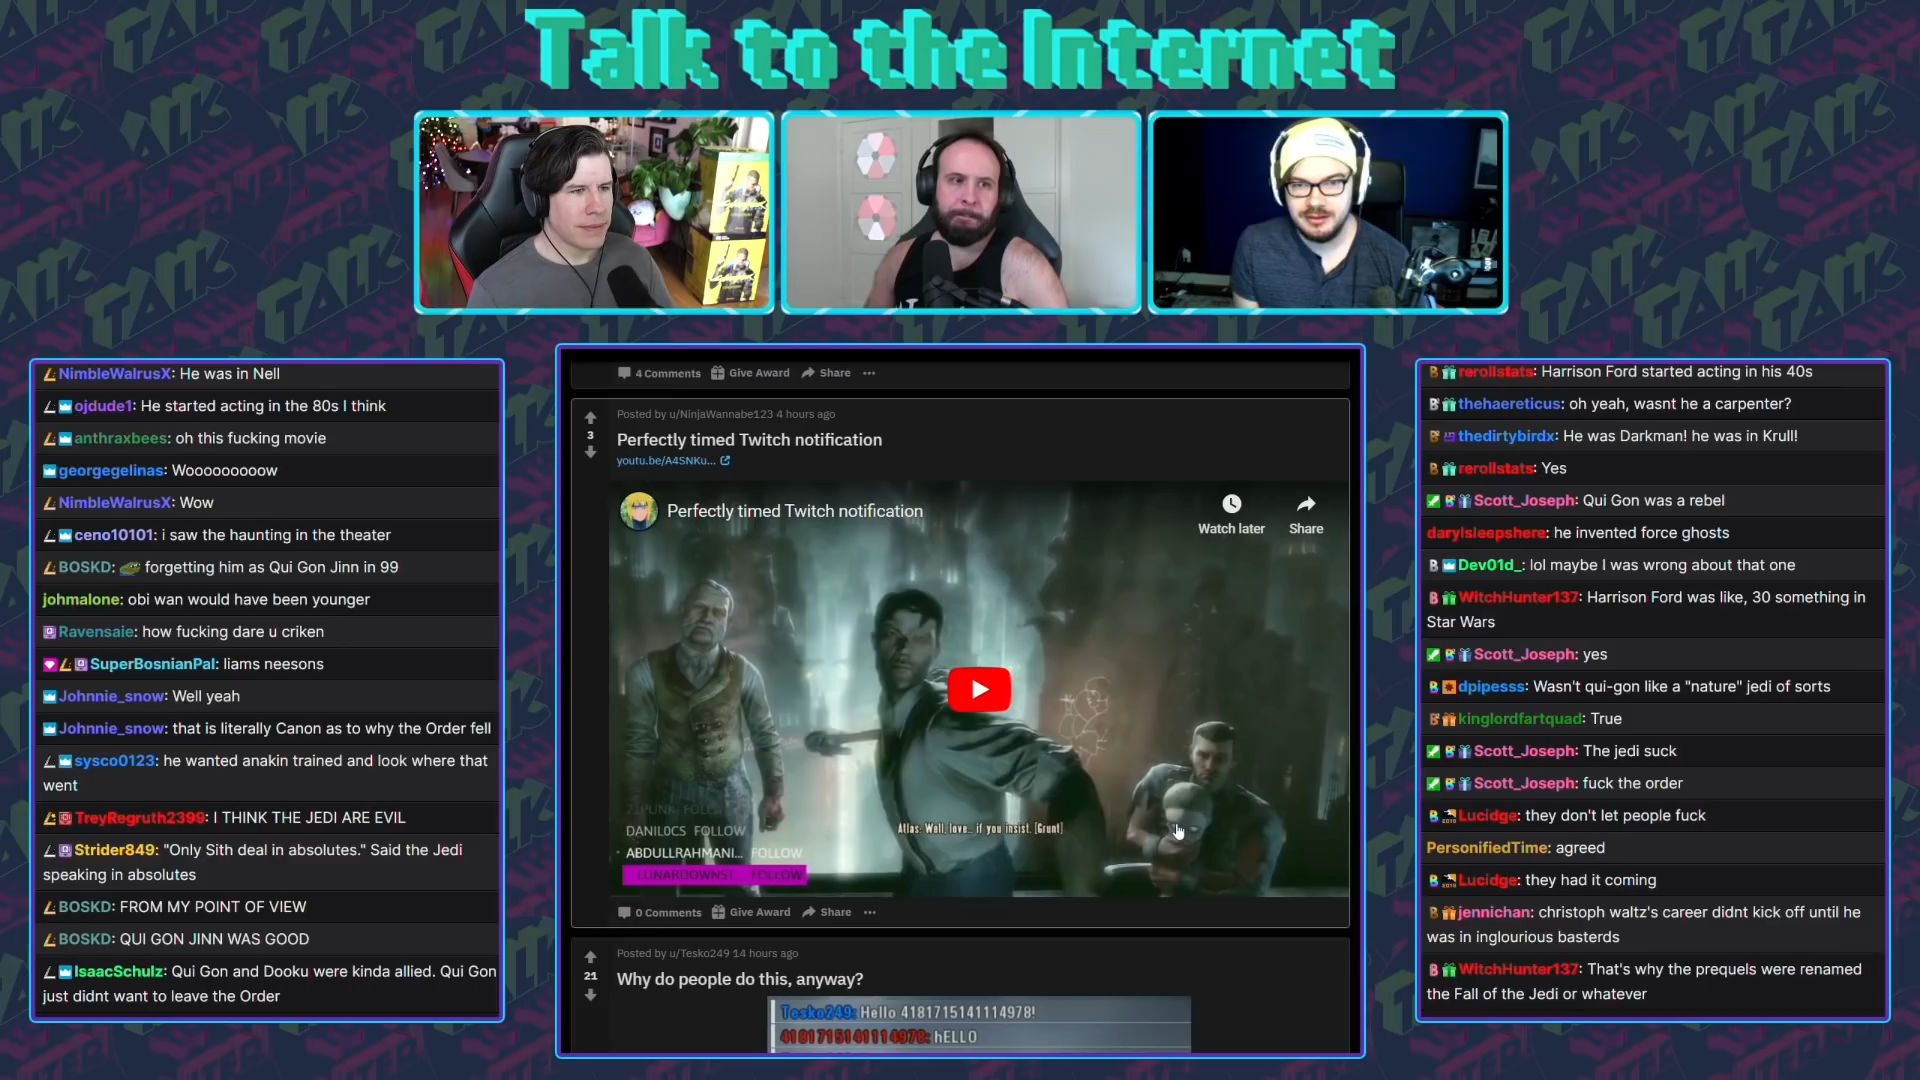 Talk to the Internet
NimbleWalrusX: He was in Nell
ojdude1: He started acting in the 80s I think
anthraxbees: oh this fucking movie
georgegelinas: Wooooooooow
NimbleWalrusX: Wow
ceno10101: i saw the haunting in the theater
BOSKD: forgetting him as Qui Gon Jinn in 99
johmalone: obi wan would have been younger
Ravensaie: how fucking dare u criken
SuperBosnianPal: liams neesons
Johnnie_snow: Well yeah
Johnnie_snow: that is literally Canon as to why the Order fell
sysco0123: he wanted anakin trained and look where that
went
TreyRegruth2399: I THINK THE JEDI ARE EVIL
Strider849: "Only Sith deal in absolutes." Said the Jedi
speaking in absolutes
BOSKD: FROM MY POINT OF VIEW
BOSKD: QUI GON JINN WAS GOOD
IsaacSchulz: Qui Gon and Dooku were kinda allied. Qui Gon
just didnt want to leave the Order
4 Comments Give Award Share
Posted by u/NinjaWannabe123 4 hours ago
3
Perfectly timed Twitch notification
youtu.be/A4SNKu...
Perfectly timed Twitch notification
Watch later Share
DANIL0CS FOLLOW
Atlas: Well, love.. if you insist. [Grunt]
ABDULLRAHMANI... FOLLOW
LUNARDOWNST... FOLLOW
0 Comments Give Award Share
Posted by u/Tesko249 14 hours ago
21
Why do people do this, anyway?
Tesko249: Hello 4181715141114978!
4181715141114978: hELLO
rerollstats: Harrison Ford started acting in his 40s
thehaereticus: oh yeah, wasnt he a carpenter?
thedirtybirdx: He was Darkman! he was in Krull!
rerollstats: Yes
Scott_Joseph: Qui Gon was a rebel
darylsleepshere: he invented force ghosts
Dev01d_: lol maybe I was wrong about that one
WitchHunter137: Harrison Ford was like, 30 something in
Star Wars
Scott_Joseph: yes
dpipesss: Wasn't qui-gon like a "nature" jedi of sorts
kinglordfartquad: True
Scott_Joseph: The jedi suck
Scott_Joseph: fuck the order
Lucidge: they don't let people fuck
PersonifiedTime: agreed
Lucidge: they had it coming
jennichan: christoph waltz's career didnt kick off until he
was in inglourious basterds
WitchHunter137: That's why the prequels were renamed
the Fall of the Jedi or whatever